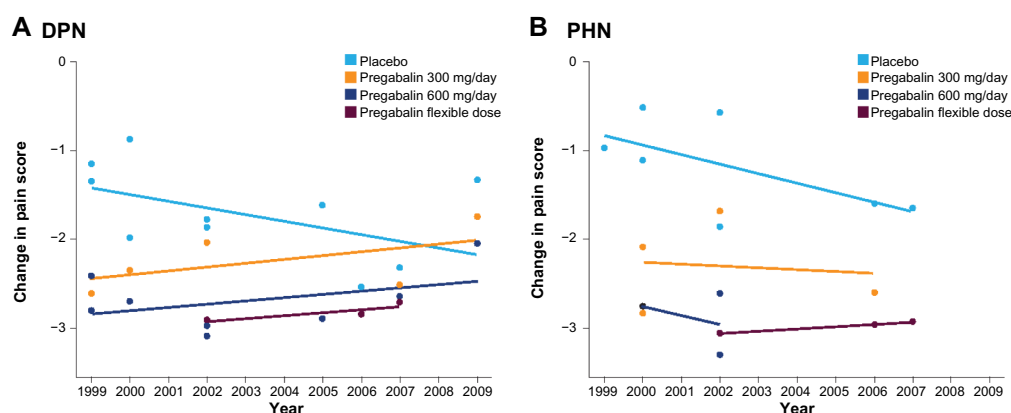 A DPN
0
−1
−2
−3
Change in pain score
Placebo
Pregabalin 300 mg/day
Pregabalin 600 mg/day
Pregabalin flexible dose
1999 2000 2001 2002 2003 2004 2005 2006 2007 2008 2009
Year
B PHN
0
−1
−2
−3
Change in pain score
Placebo
Pregabalin 300 mg/day
Pregabalin 600 mg/day
Pregabalin flexible dose
1999 2000 2001 2002 2003 2004 2005 2006 2007 2008 2009
Year